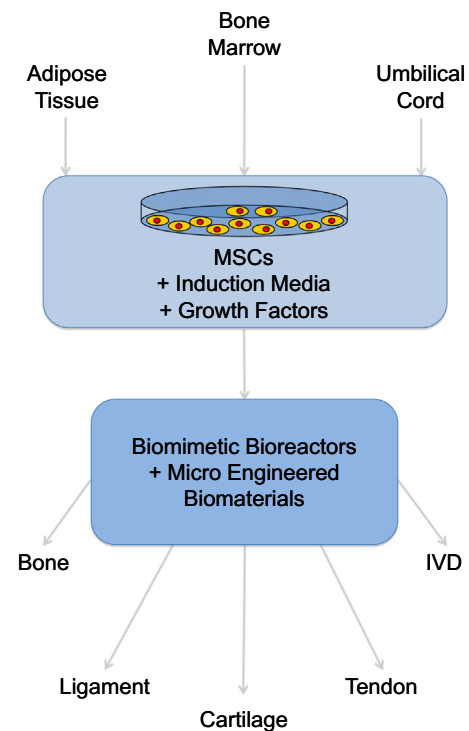 Bone
Marrow
Adipose
Tissue
Umbilical
Cord
MSCs
+ Induction Media
+ Growth Factors
Biomimetic Bioreactors
+ Micro Engineered
Biomaterials
Bone
IVD
Ligament
Tendon
Cartilage